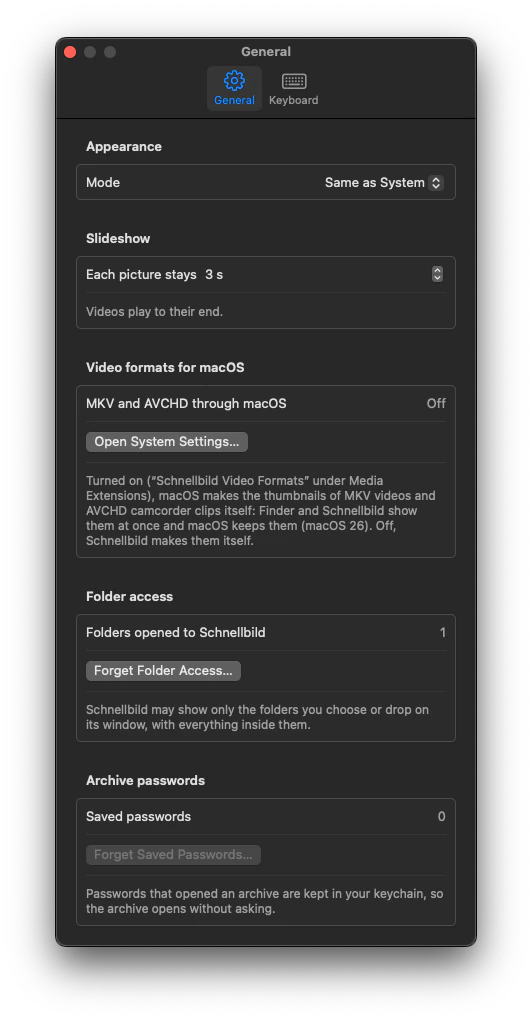 General
General
Keyboard
Appearance
Mode
Same as System
Slideshow
Each picture stays 3 s
Videos play to their end.
Video formats for macOS
MKV and AVCHD through macOS
Off
Open System Settings...
Turned on (“Schnellbild Video Formats” under Media
Extensions), macOS makes the thumbnails of MKV videos and
AVCHD camcorder clips itself: Finder and Schnellbild show
them at once and macOS keeps them (macOS 26). Off,
Schnellbild makes them itself.
Folder access
Folders opened to Schnellbild
1
Forget Folder Access...
Schnellbild may show only the folders you choose or drop on
its window, with everything inside them.
Archive passwords
Saved passwords
0
Forget Saved Passwords...
Passwords that opened an archive are kept in your keychain, so
the archive opens without asking.